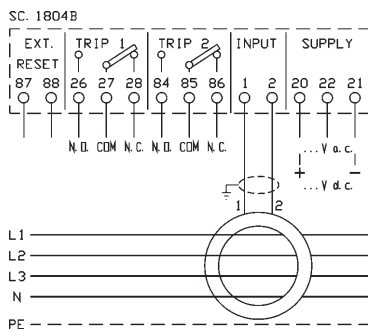 SC. 1804B
EXT. RESET TRIP 1 TRIP 2 INPUT SUPPLY
87 88 26 27 28 84 85 86 1 2 20 22 21
N.O. COM N.C. N.O. COM N.C. ...V a.c.
+ −
...V d.c.
1 2
L1
L2
L3
N
PE